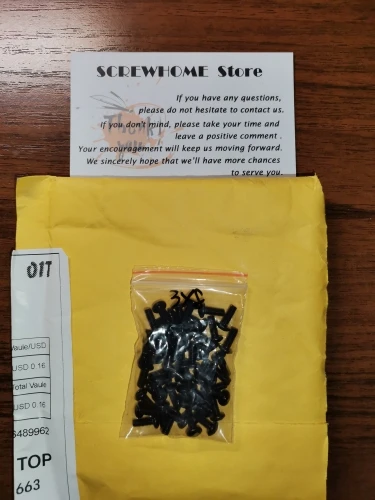 SCREWHOME Store
If you have any questions,
please do not hesitate to contact us.
If you don't mind, please take your time and
leave a positive comment .
Your encouragement will keep us moving forward.
We sincerely hope that we'll have more chances
to serve you.
Thank
you
01T
Vaule/USD
USD 0.16
Total Vaule
USD 0.16
6489962
TOP
663